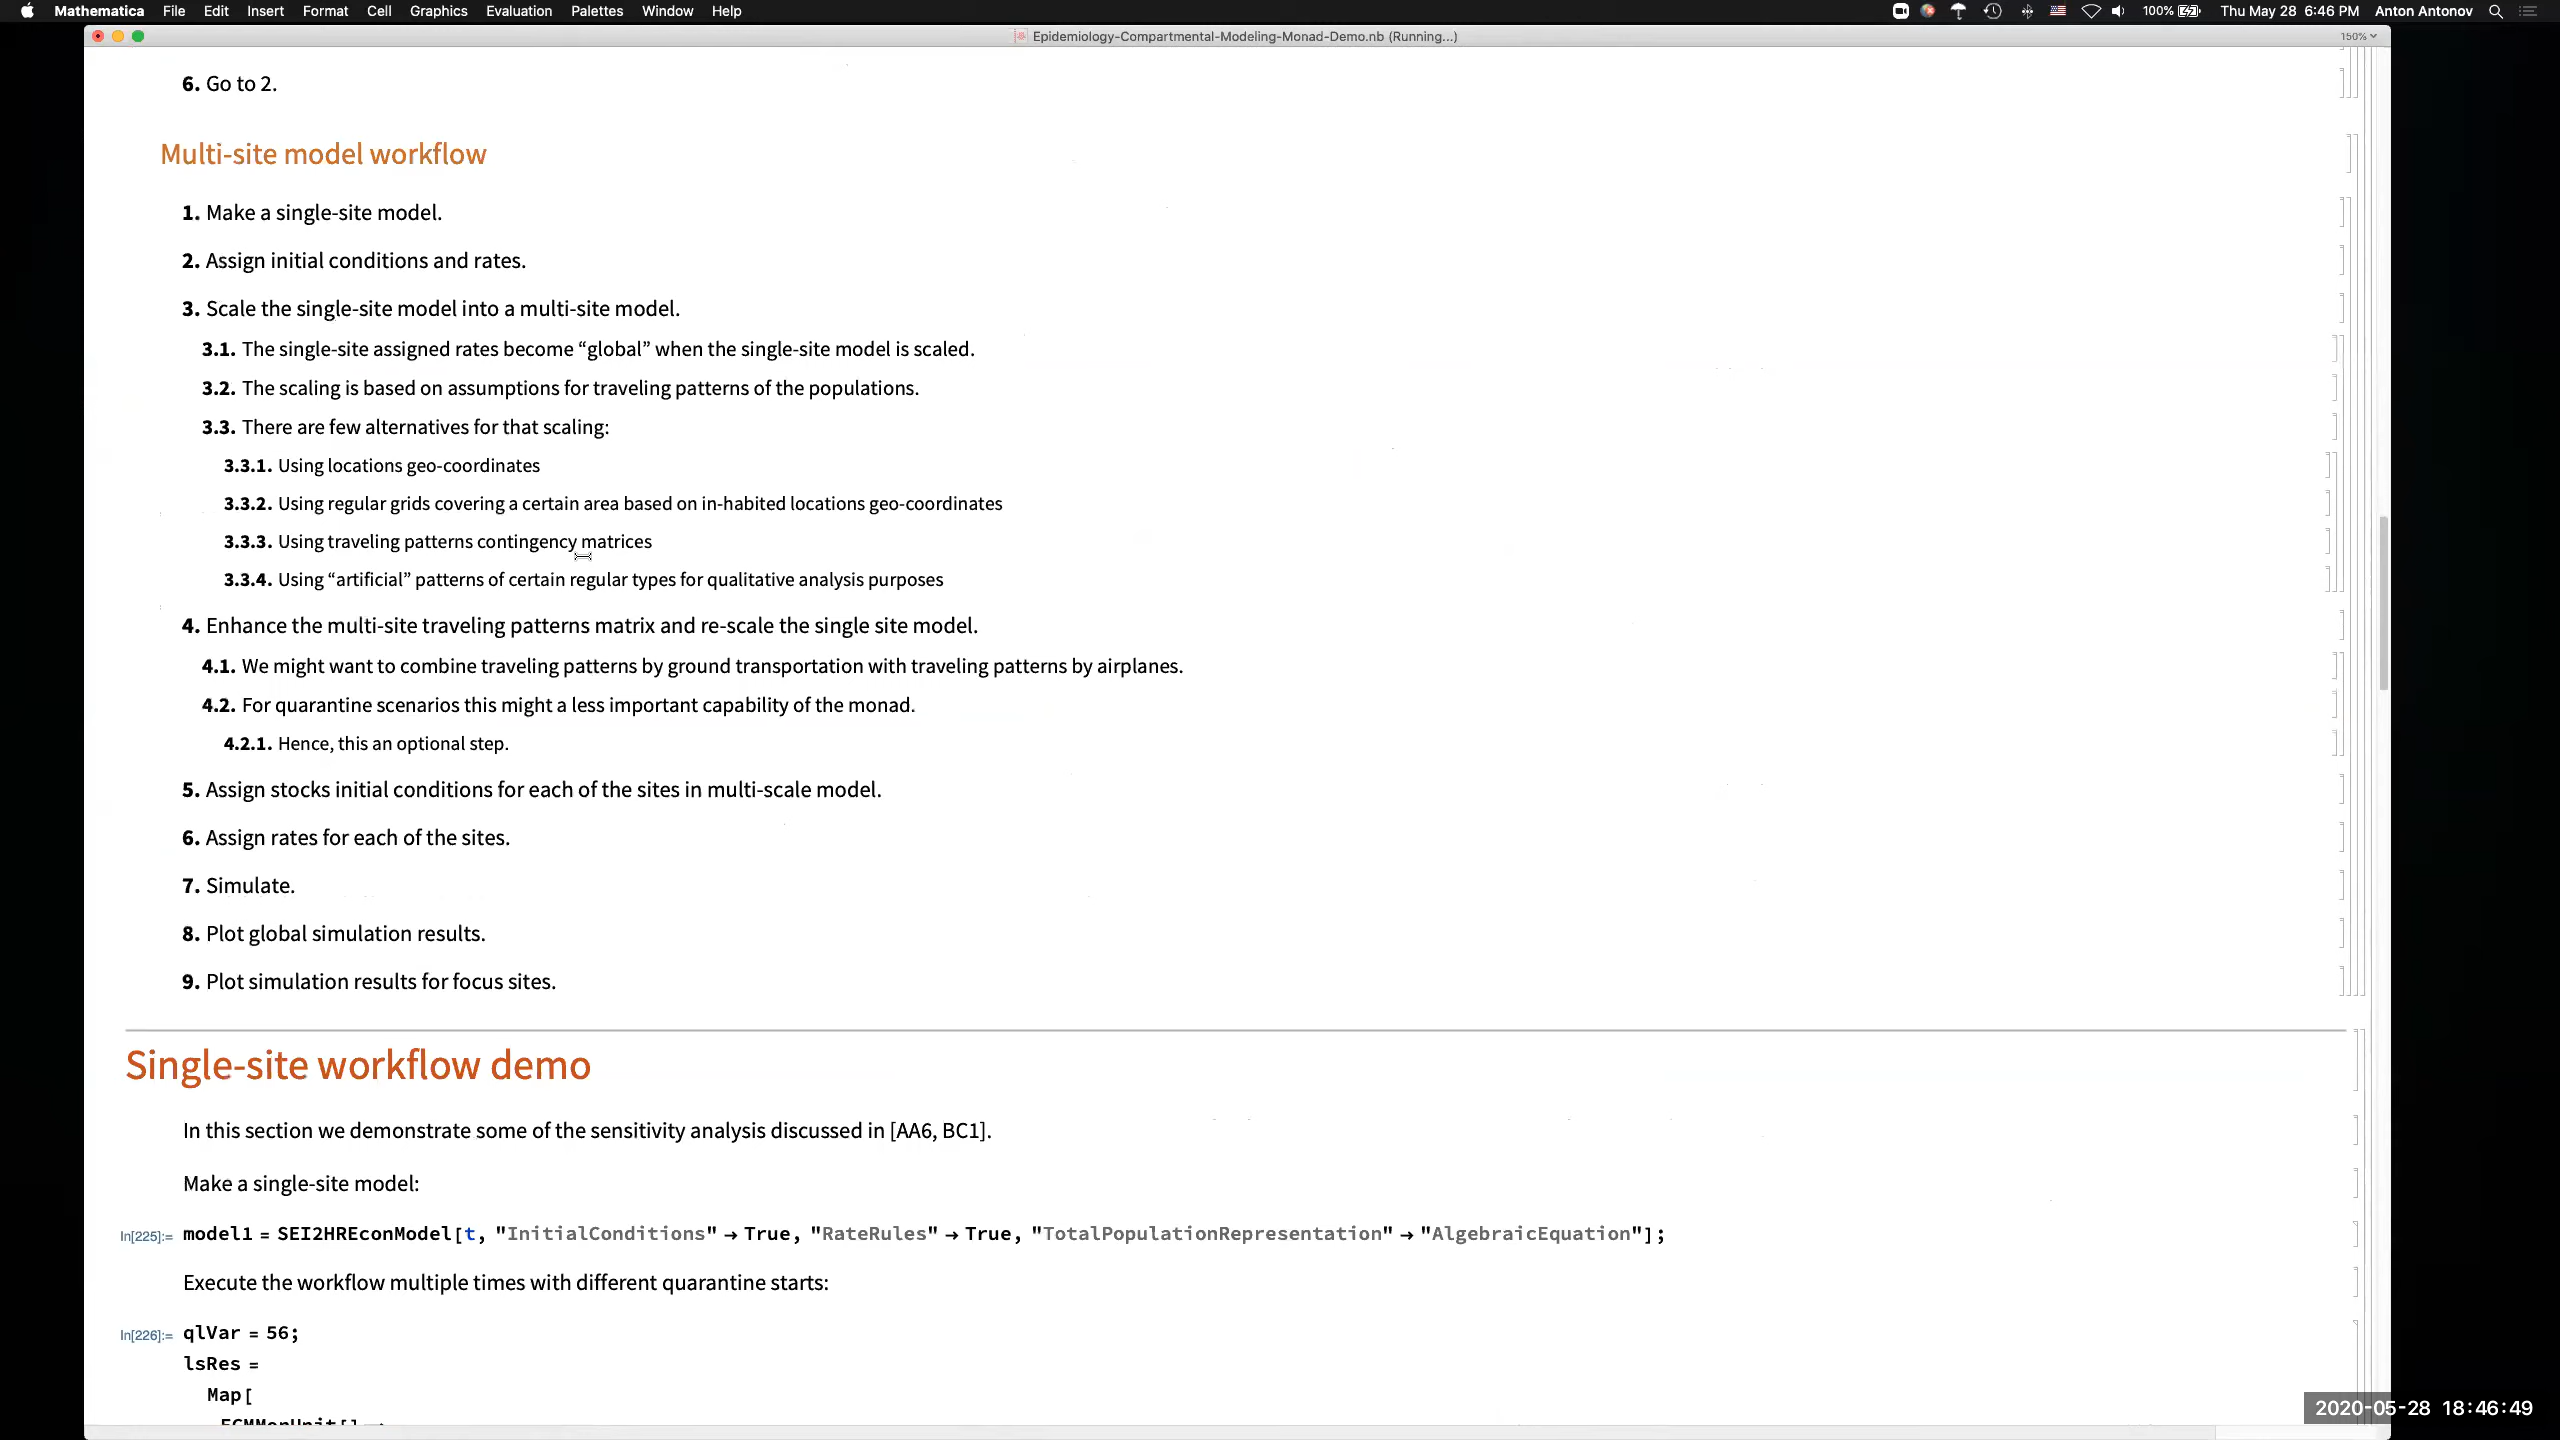 Mathematica File Edit Insert Format Cell Graphics Evaluation Palettes Window Help 100% Thu May 28 6:46 PM Anton Antonov
Epidemiology-Compartmental-Modeling-Monad-Demo.nb (Running...) 150%
6. Go to 2.
Multi-site model workflow
1. Make a single-site model.
2. Assign initial conditions and rates.
3. Scale the single-site model into a multi-site model.
3.1. The single-site assigned rates become “global” when the single-site model is scaled.
3.2. The scaling is based on assumptions for traveling patterns of the populations.
3.3. There are few alternatives for that scaling:
3.3.1. Using locations geo-coordinates
3.3.2. Using regular grids covering a certain area based on in-habited locations geo-coordinates
3.3.3. Using traveling patterns contingency matrices
3.3.4. Using “artificial” patterns of certain regular types for qualitative analysis purposes
4. Enhance the multi-site traveling patterns matrix and re-scale the single site model.
4.1. We might want to combine traveling patterns by ground transportation with traveling patterns by airplanes.
4.2. For quarantine scenarios this might a less important capability of the monad.
4.2.1. Hence, this an optional step.
5. Assign stocks initial conditions for each of the sites in multi-scale model.
6. Assign rates for each of the sites.
7. Simulate.
8. Plot global simulation results.
9. Plot simulation results for focus sites.
Single-site workflow demo
In this section we demonstrate some of the sensitivity analysis discussed in [AA6, BC1].
Make a single-site model:
In[225]:= model1 = SEI2HREconModel[t, "InitialConditions" → True, "RateRules" → True, "TotalPopulationRepresentation" → "AlgebraicEquation"];
Execute the workflow multiple times with different quarantine starts:
In[226]:= qlVar = 56;
lsRes =
Map[
2020-05-28 18:46:49